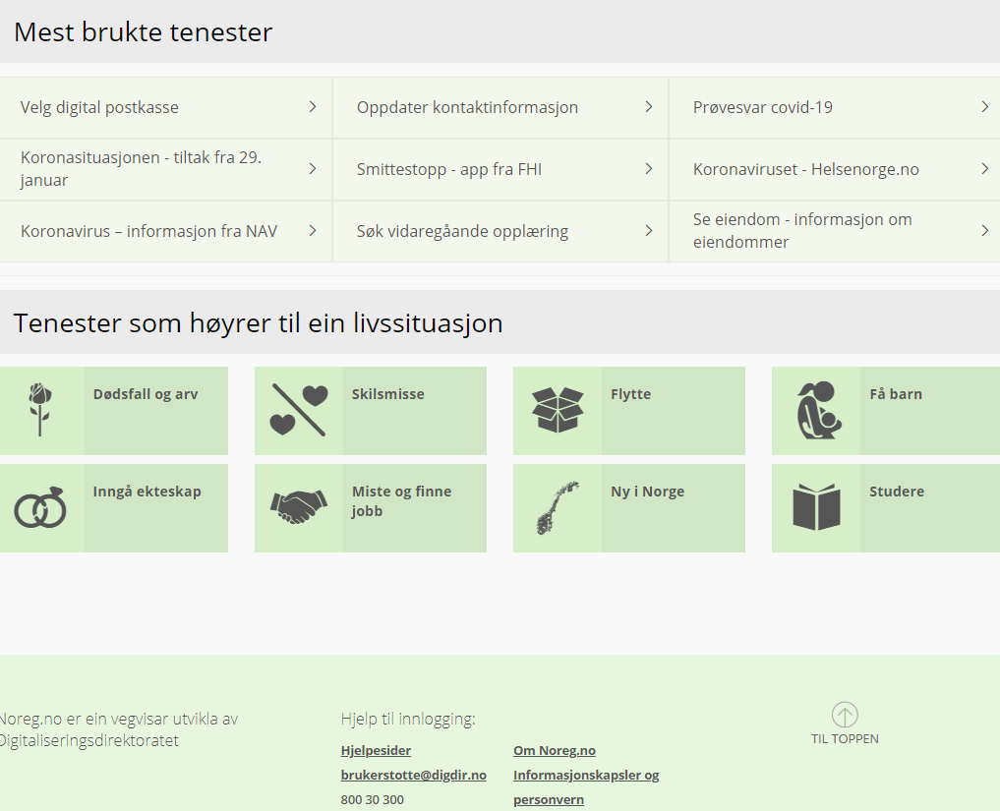 Mest brukte tenester
Velg digital postkasse
Oppdater kontaktinformasjon
Prøvesvar covid-19
Koronasituasjonen - tiltak fra 29.
januar
Smittestopp - app fra FHI
Koronaviruset - Helsenorge.no
Koronavirus – informasjon fra NAV
Søk vidaregåande opplæring
Se eiendom - informasjon om
eiendommer
Tenester som høyrer til ein livssituasjon
Dødsfall og arv
Skilsmisse
Flytte
Få barn
Inngå ekteskap
Miste og finne
jobb
Ny i Norge
Studere
Noreg.no er ein vegvisar utvikla av
Digitaliseringsdirektoratet
Hjelp til innlogging:
Hjelpesider
brukerstotte@digdir.no
800 30 300
Om Noreg.no
Informasjonskapsler og
personvern
TIL TOPPEN